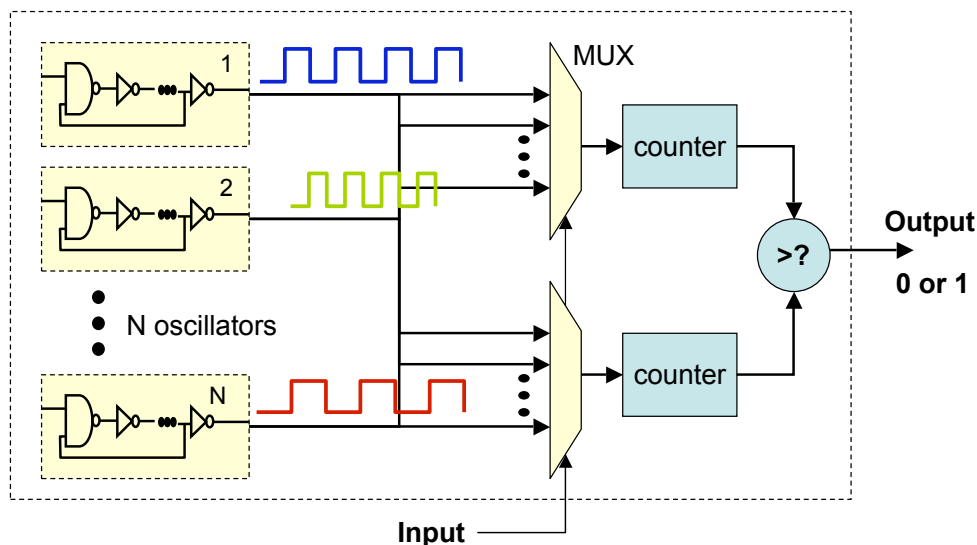 1
MUX
counter
2
Output
>?
0 or 1
N oscillators
counter
N
Input